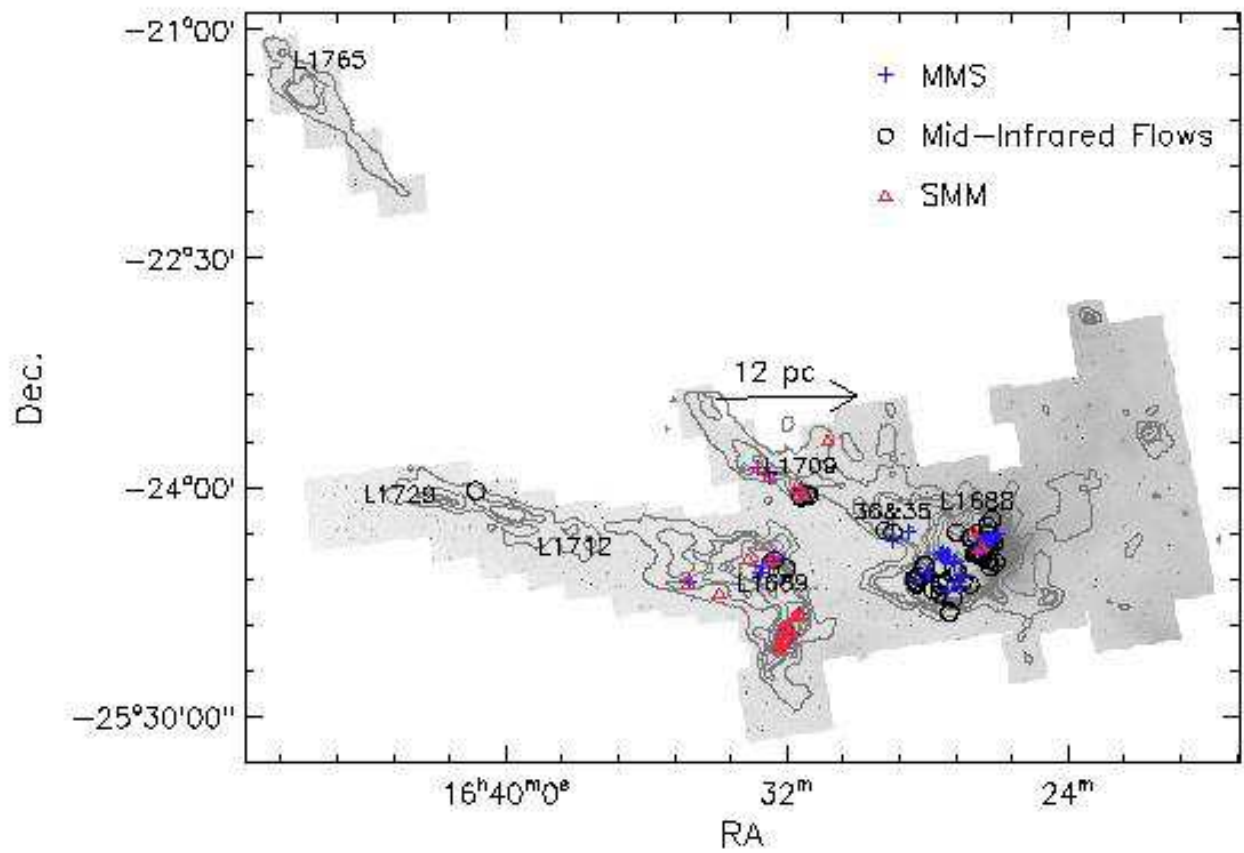 −21°00'
L1765
MMS
Mid−Infrared Flows
SMM
−22°30'
Dec.
12 pc
L1709
−24°00'
L1729
36&35
L1688
L1712
L1689
−25°30'00"
16ʰ40ᵐ0ˢ
32ᵐ
24ᵐ
RA